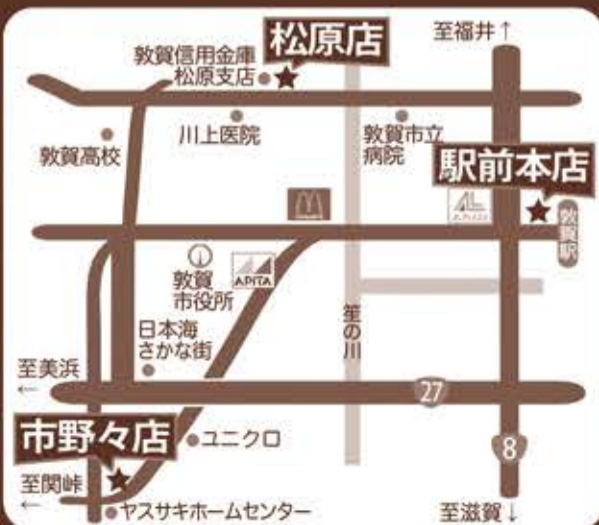 松原店
至福井↑
敦賀信用金庫
松原支店
敦賀高校
川上医院
敦賀市立
病院
駅前本店
敦賀駅
敦賀
市役所
APITA
日本海
さかな街
笙の川
至美浜
←
27
市野々店
ユニクロ
8
至関峠
←
ヤスサキホームセンター
至滋賀↓